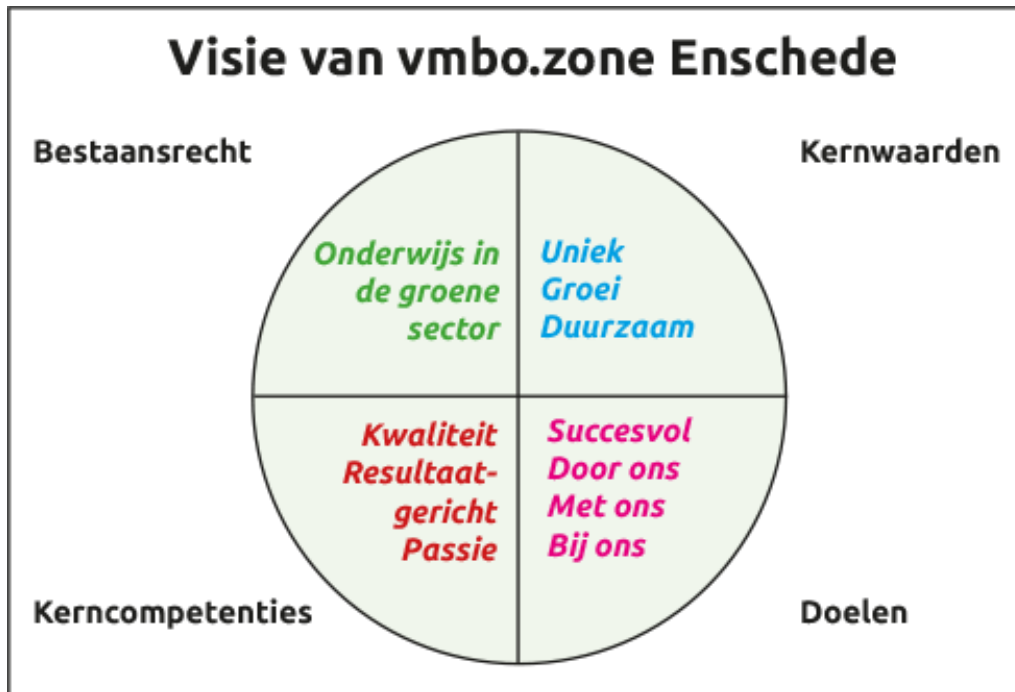 Visie van vmbo.zone Enschede
Bestaansrecht
Kernwaarden
Onderwijs in
de groene
sector
Uniek
Groei
Duurzaam
Kwaliteit
Resultaat-
gericht
Passie
Succesvol
Door ons
Met ons
Bij ons
Kerncompetenties
Doelen